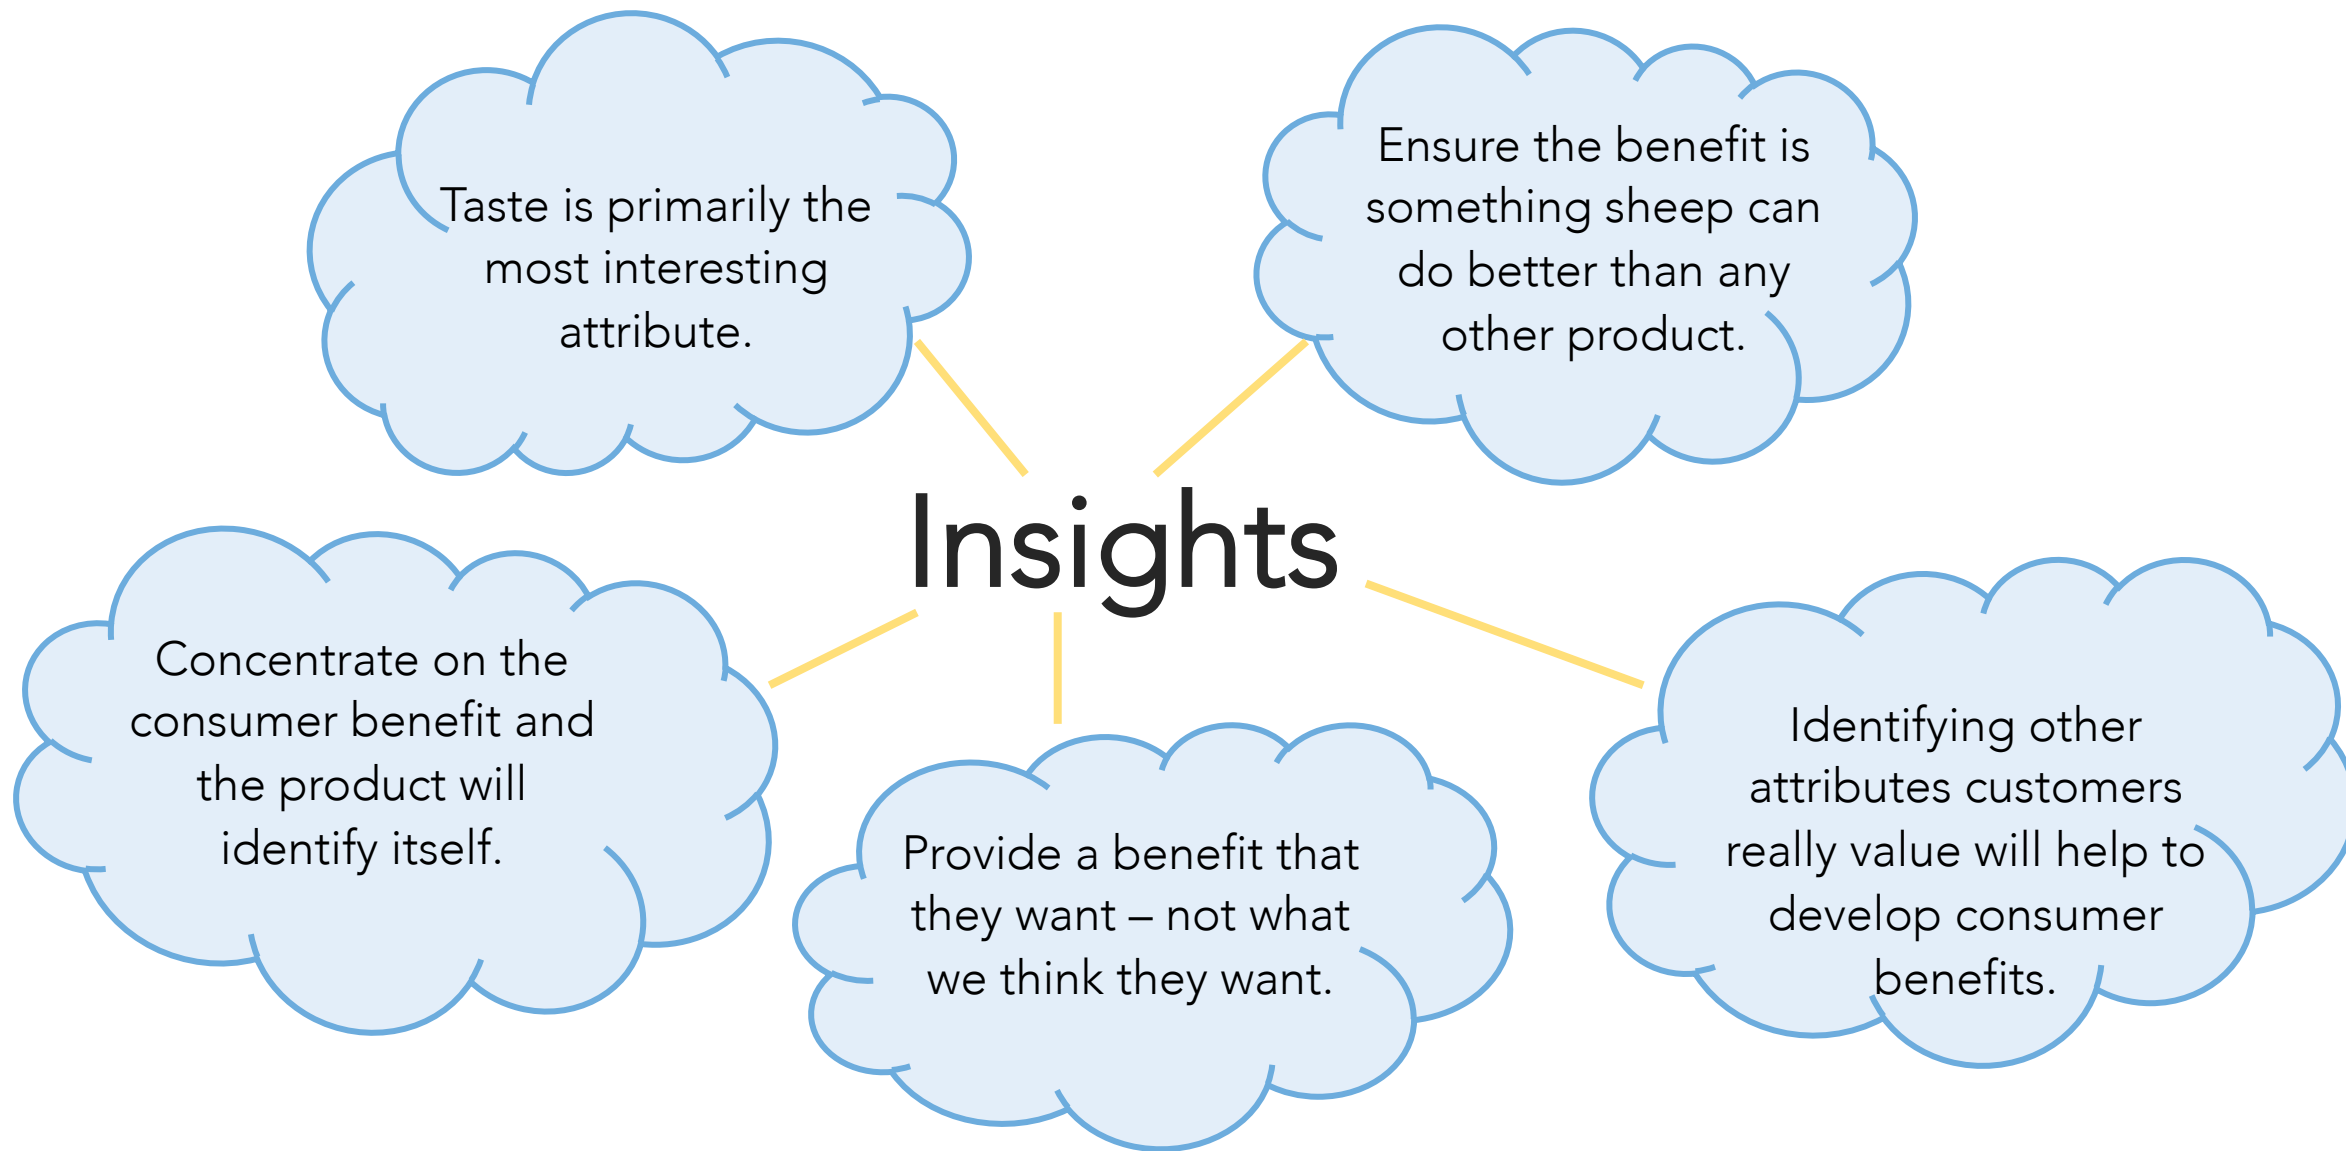 Taste is primarily the
most interesting
attribute.
Ensure the benefit is
something sheep can
do better than any
other product.
Insights
Concentrate on the
consumer benefit and
the product will
identify itself.
Provide a benefit that
they want – not what
we think they want.
Identifying other
attributes customers
really value will help to
develop consumer
benefits.